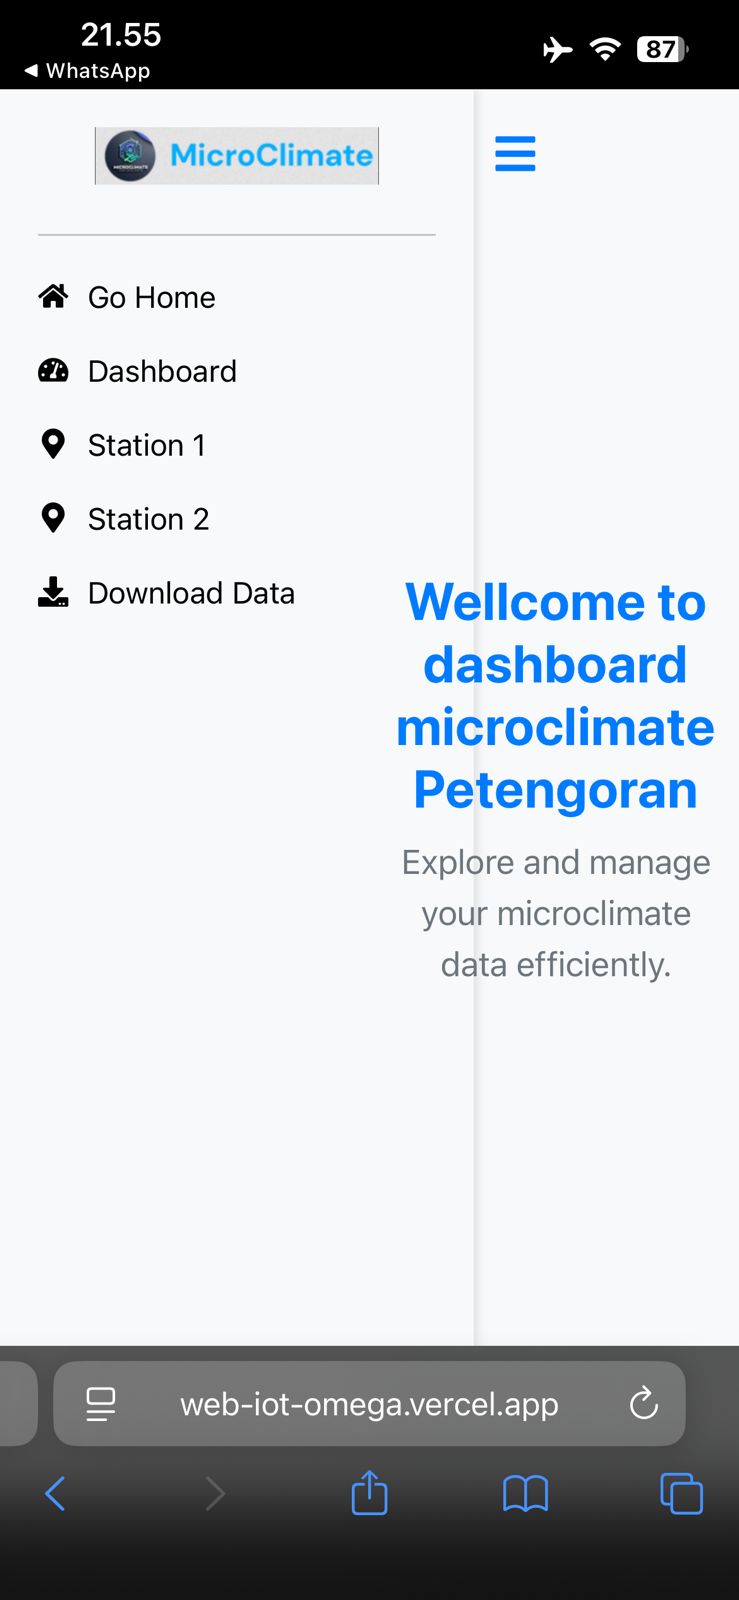 21.55
WhatsApp
87
MicroClimate
Go Home
Dashboard
Station 1
Station 2
Download Data
Wellcome to
dashboard
microclimate
Petengoran
Explore and manage
your microclimate
data efficiently.
web-iot-omega.vercel.app